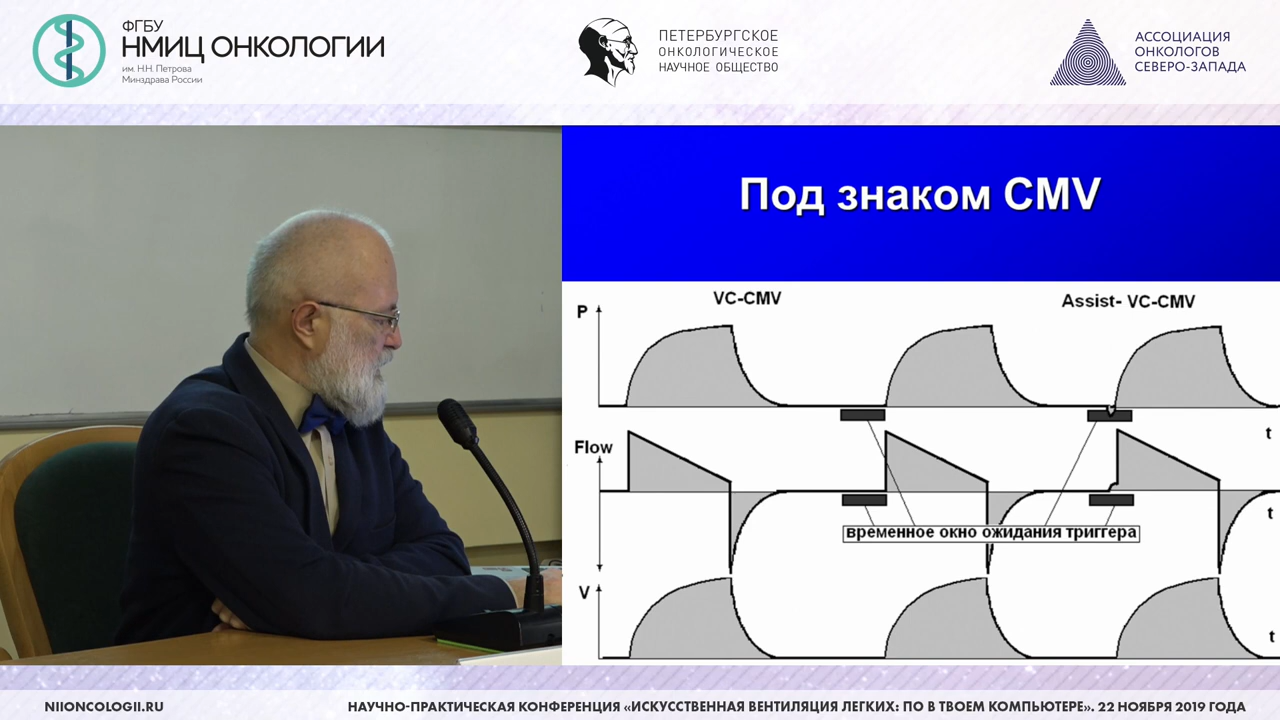 ФГБУ
НМИЦ ОНКОЛОГИИ
им. Н.Н. Петрова
Минздрава России
ПЕТЕРБУРГСКОЕ
ОНКОЛОГИЧЕСКОЕ
НАУЧНОЕ ОБЩЕСТВО
АССОЦИАЦИЯ
ОНКОЛОГОВ
СЕВЕРО-ЗАПАДА
Под знаком CMV
VC-CMV
Assist- VC-CMV
P
t
Flow
t
временное окно ожидания триггера
V
t
NIIONCOLOGII.RU
НАУЧНО-ПРАКТИЧЕСКАЯ КОНФЕРЕНЦИЯ «ИСКУССТВЕННАЯ ВЕНТИЛЯЦИЯ ЛЕГКИХ: ПО В ТВОЕМ КОМПЬЮТЕРЕ». 22 НОЯБРЯ 2019 ГОДА